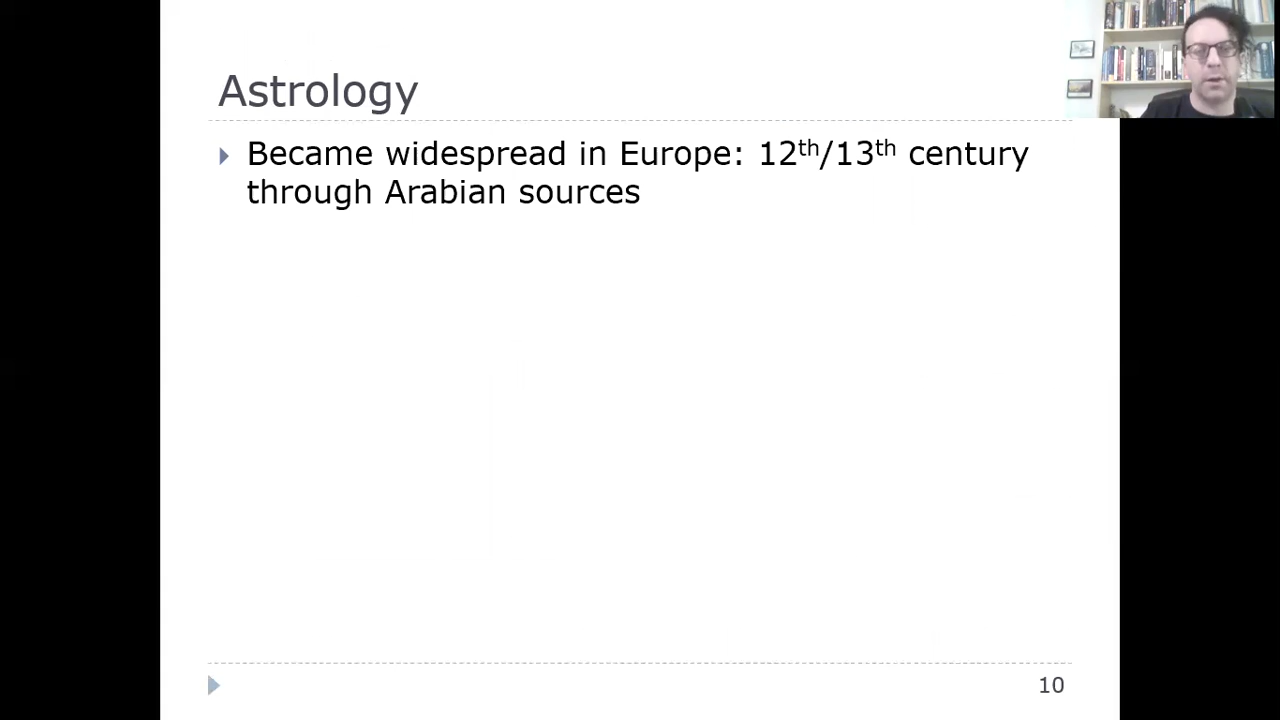 Astrology
Became widespread in Europe: 12th/13th century
through Arabian sources
10